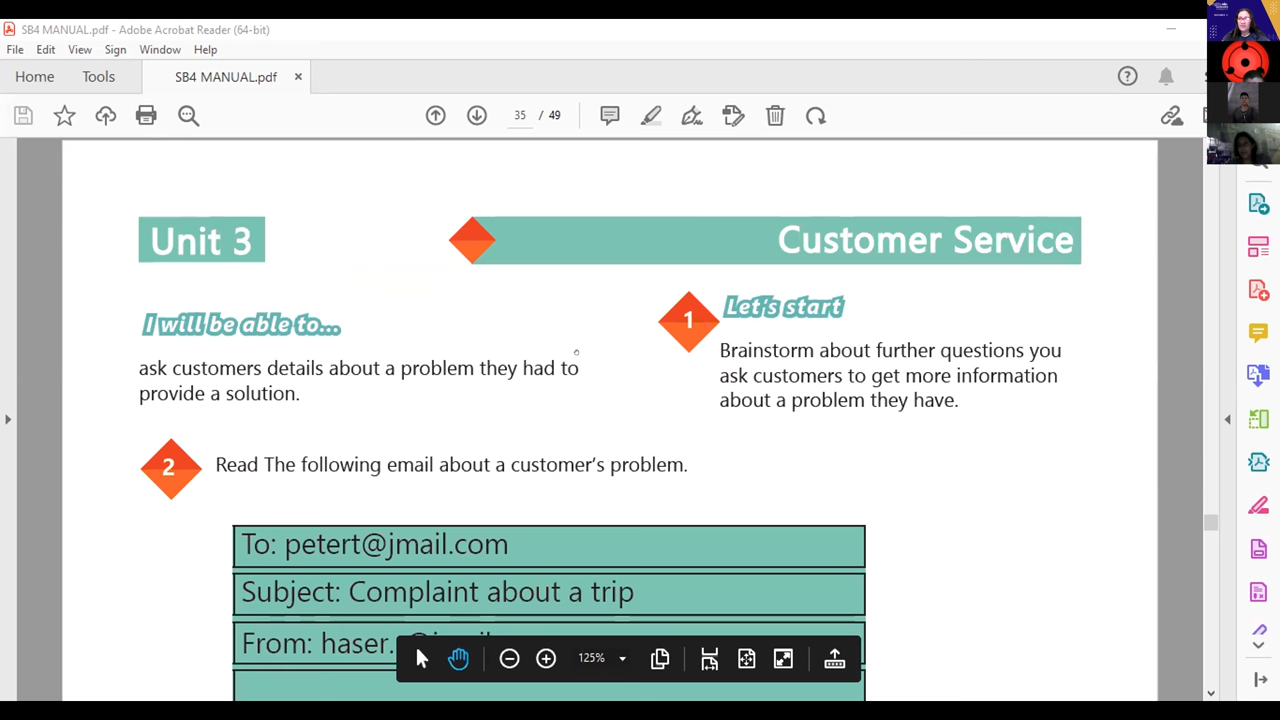 SB4 MANUAL.pdf - Adobe Acrobat Reader (64-bit)
File Edit View Sign Window Help
Home Tools SB4 MANUAL.pdf ×
35 / 49
Unit 3
Customer Service
I will be able to...
ask customers details about a problem they had to
provide a solution.
1
Let's start
Brainstorm about further questions you
ask customers to get more information
about a problem they have.
2
Read The following email about a customer's problem.
To: petert@jmail.com
Subject: Complaint about a trip
From: haser.
125%